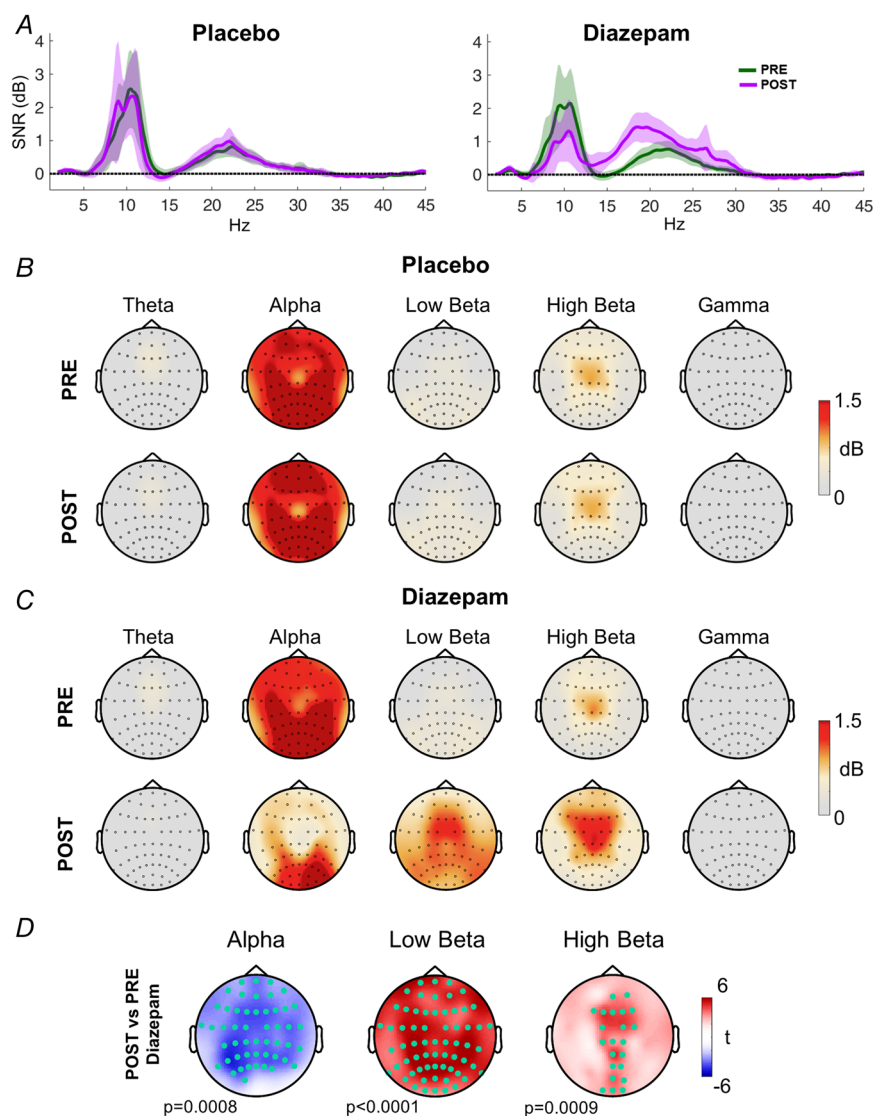 A
Placebo
Diazepam
SNR (dB)
4
3
2
1
0
5 10 15 20 25 30 35 40 45
Hz
4
3
2
1
0
5 10 15 20 25 30 35 40 45
Hz
PRE
POST
B
Placebo
Theta Alpha Low Beta High Beta Gamma
PRE
POST
1.5
dB
0
C
Diazepam
Theta Alpha Low Beta High Beta Gamma
PRE
POST
1.5
dB
0
D
Alpha Low Beta High Beta
POST vs PRE
Diazepam
6
t
-6
p=0.0008 p<0.0001 p=0.0009